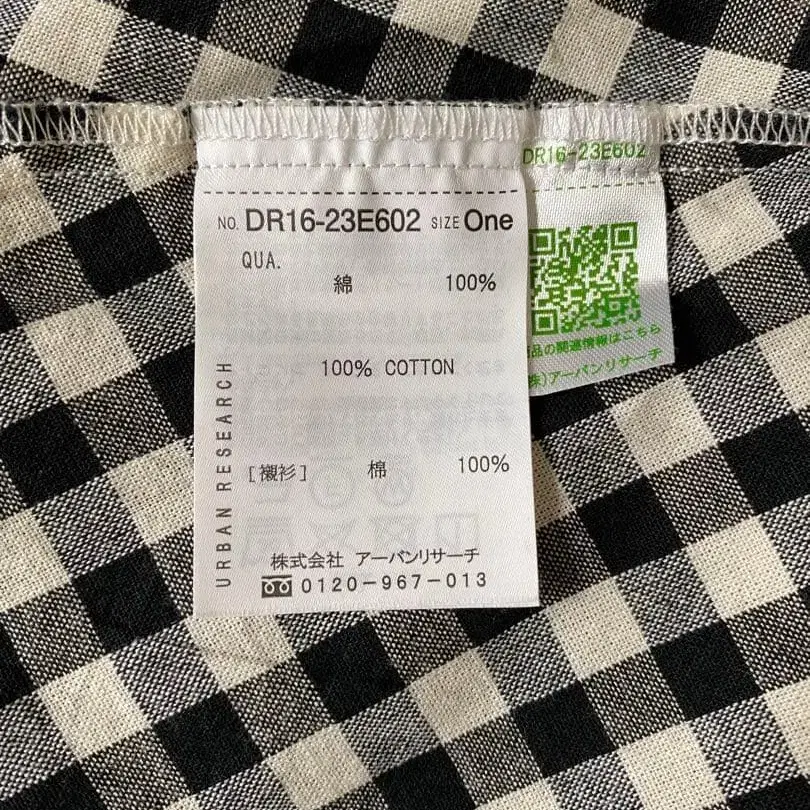 NO. DR16-23E602 SIZE One
QUA.
綿 100%
100% COTTON
[襯衫] 棉 100%
株式会社 アーバンリサーチ
0120-967-013
URBAN RESEARCH
DR16-23E602
品の関連情報はこちら
株)アーバンリサーチ